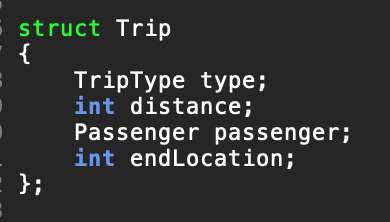 struct Trip
{
    TripType type;
    int distance;
    Passenger passenger;
    int endLocation;
};